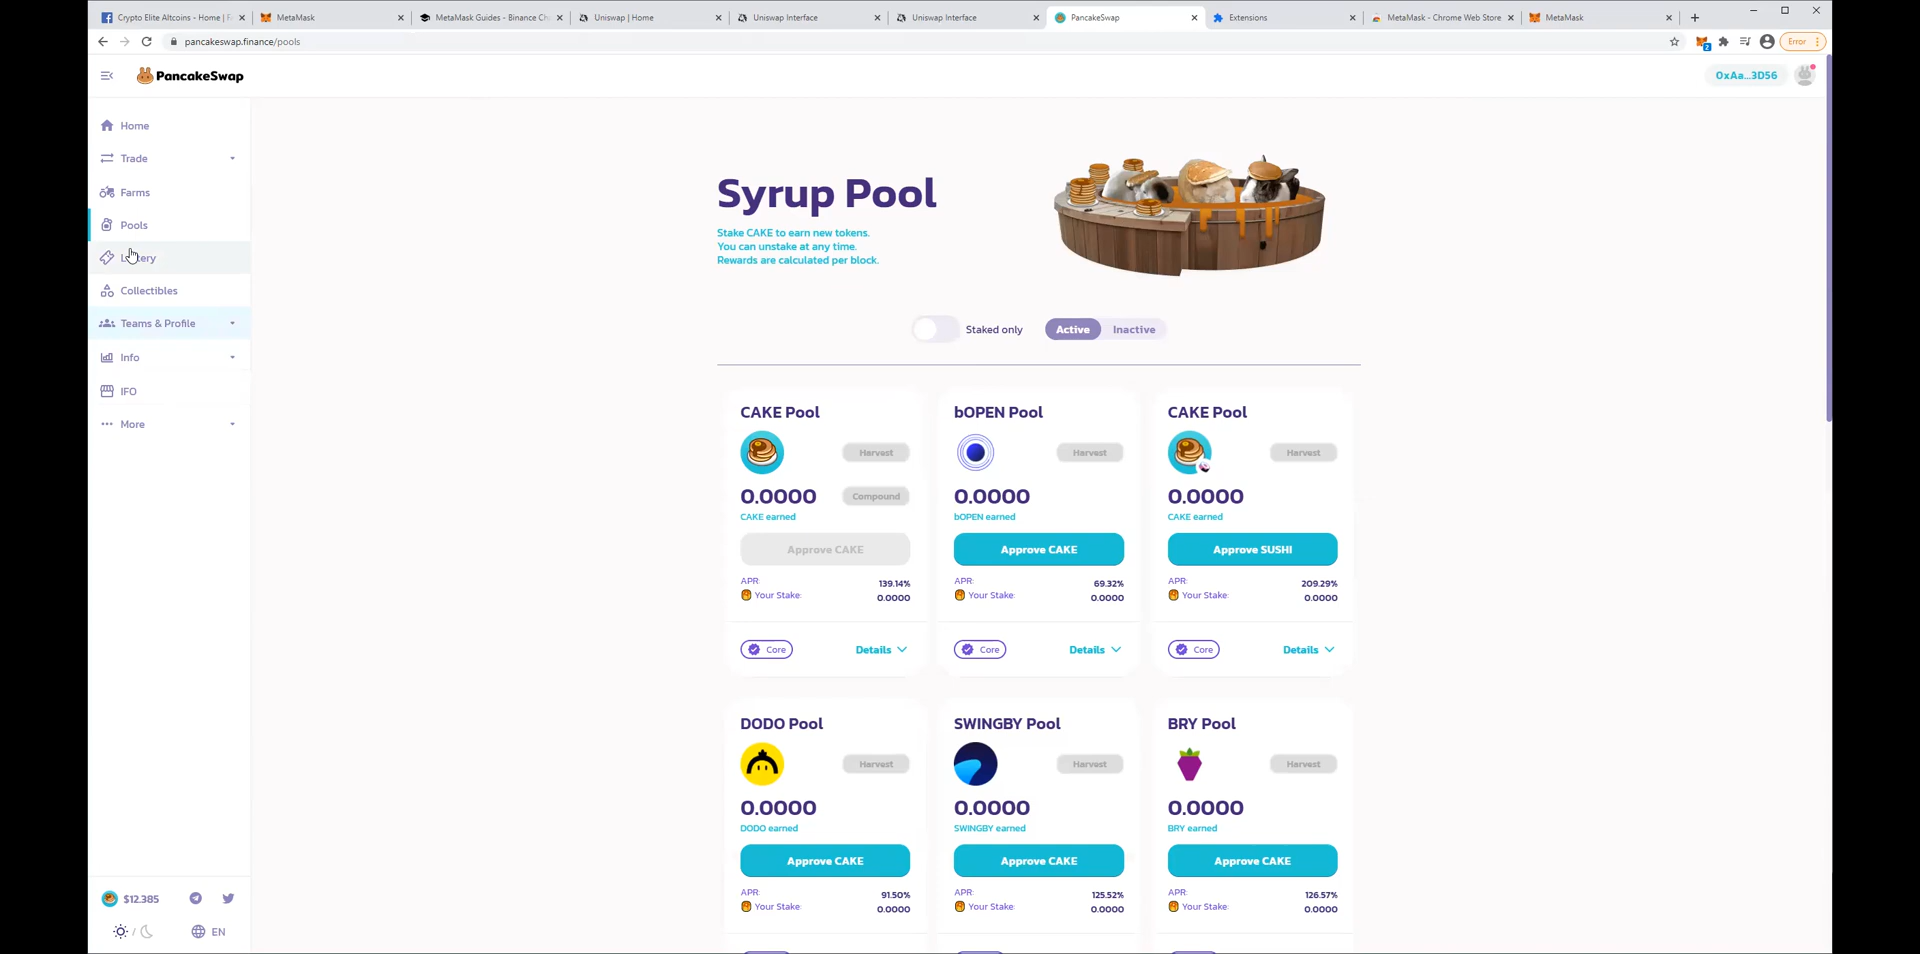 Crypto Elite Altcoins - Home | F
MetaMask
MetaMask Guides - Binance Ch
Uniswap | Home
Uniswap Interface
Uniswap Interface
PancakeSwap
Extensions
MetaMask - Chrome Web Store
MetaMask
pancakeswap.finance/pools
2
Error
PancakeSwap
0xAa...3D56
Home
Trade
Farms
Pools
Lottery
Collectibles
Teams & Profile
Info
IFO
More
$12.385
EN
Syrup Pool
Stake CAKE to earn new tokens.
You can unstake at any time.
Rewards are calculated per block.
Staked only
Active
Inactive
CAKE Pool
Harvest
0.0000
Compound
CAKE earned
Approve CAKE
APR:
139.14%
Your Stake:
0.0000
Core
Details
bOPEN Pool
Harvest
0.0000
bOPEN earned
Approve CAKE
APR:
69.32%
Your Stake:
0.0000
Core
Details
CAKE Pool
Harvest
0.0000
CAKE earned
Approve SUSHI
APR:
209.29%
Your Stake:
0.0000
Core
Details
DODO Pool
Harvest
0.0000
DODO earned
Approve CAKE
APR:
91.50%
Your Stake:
0.0000
SWINGBY Pool
Harvest
0.0000
SWINGBY earned
Approve CAKE
APR:
125.52%
Your Stake:
0.0000
BRY Pool
Harvest
0.0000
BRY earned
Approve CAKE
APR:
126.57%
Your Stake:
0.0000